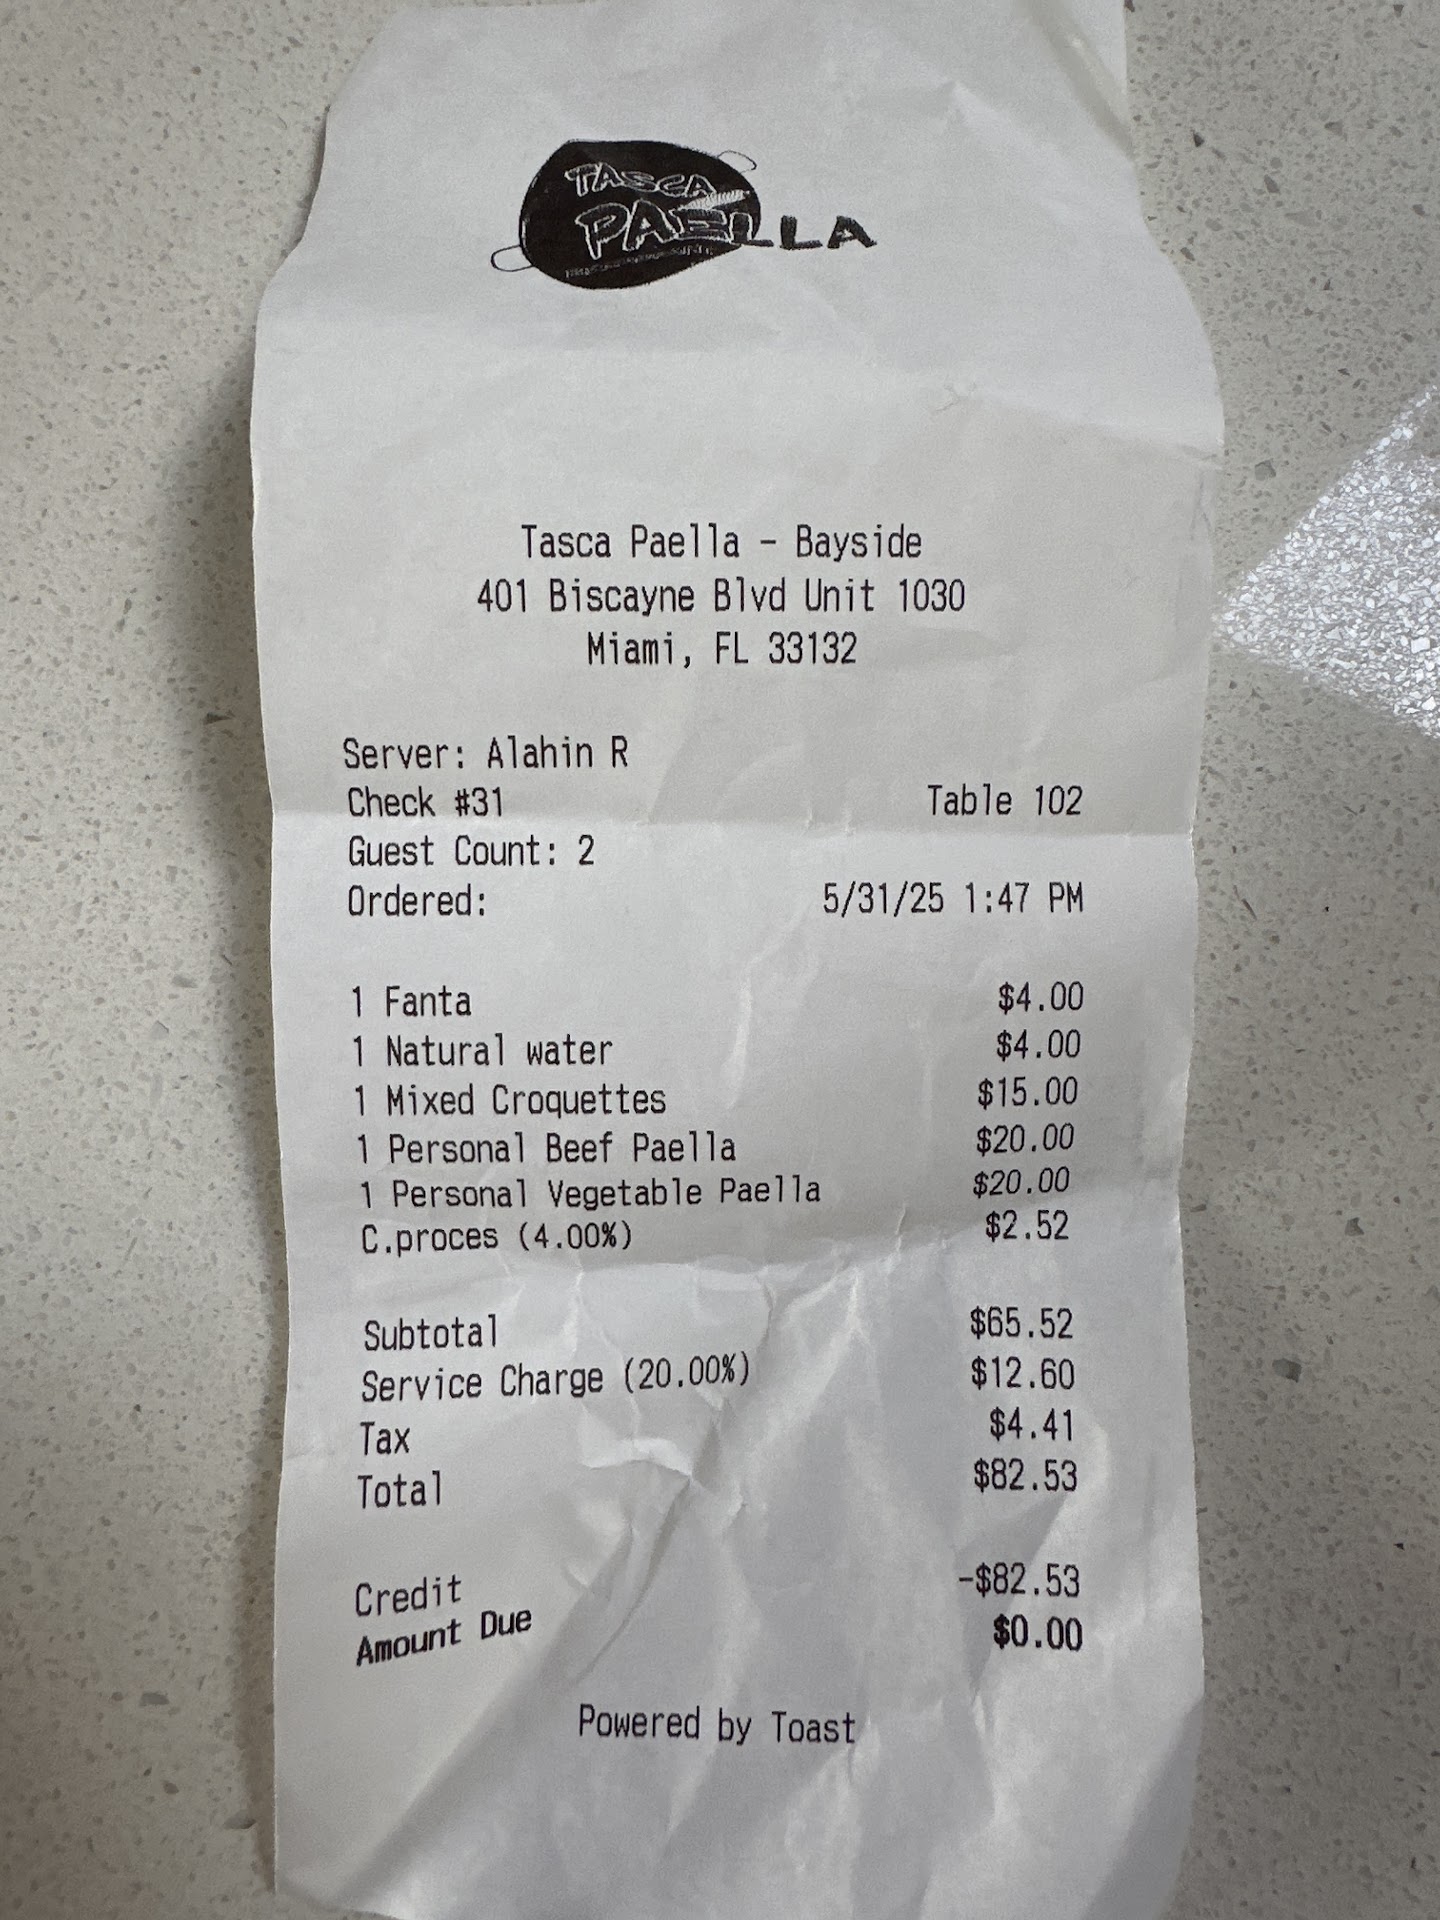 TASCA
PAELLA
Tasca Paella - Bayside
401 Biscayne Blvd Unit 1030
Miami, FL 33132
Server: Alahin R
Check #31 Table 102
Guest Count: 2
Ordered: 5/31/25 1:47 PM
1 Fanta $4.00
1 Natural water $4.00
1 Mixed Croquettes $15.00
1 Personal Beef Paella $20.00
1 Personal Vegetable Paella $20.00
C.proces (4.00%) $2.52
Subtotal $65.52
Service Charge (20.00%) $12.60
Tax $4.41
Total $82.53
Credit -$82.53
Amount Due $0.00
Powered by Toast